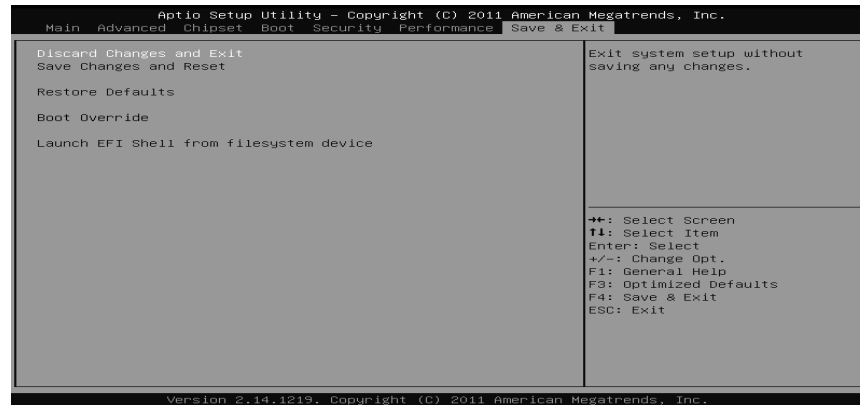 Aptio Setup Utility – Copyright (C) 2011 American Megatrends, Inc.
Main Advanced Chipset Boot Security Performance Save & Exit
Discard Changes and Exit
Save Changes and Reset
Restore Defaults
Boot Override
Launch EFI Shell from filesystem device
Exit system setup without
saving any changes.
→←: Select Screen
↑↓: Select Item
Enter: Select
+/-: Change Opt.
F1: General Help
F3: Optimized Defaults
F4: Save & Exit
ESC: Exit
Version 2.14.1219. Copyright (C) 2011 American Megatrends, Inc.